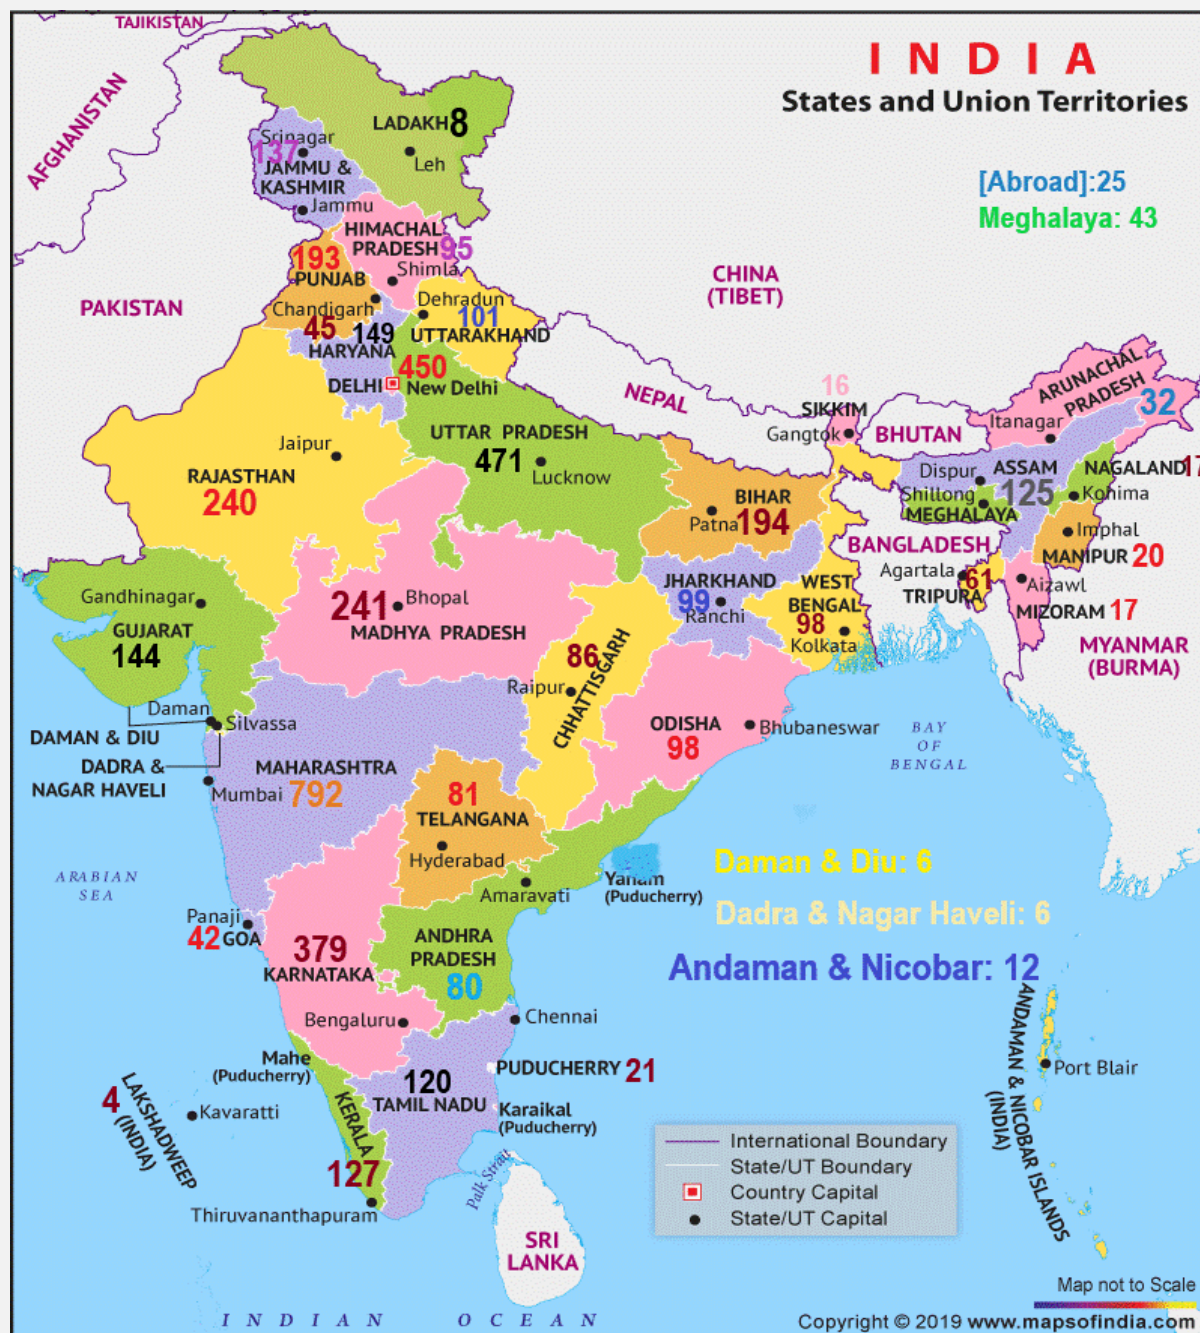 TAJIKISTAN
INDIA
States and Union Territories
AFGHANISTAN
LADAKH 8
Srinagar
137
Leh
JAMMU &
KASHMIR
Jammu
[Abroad]:25
Meghalaya: 43
HIMACHAL
PRADESH 95
193
Shimla
PUNJAB
CHINA
(TIBET)
PAKISTAN
Chandigarh
Dehradun
101
UTTARAKHAND
45
149
HARYANA
450
DELHI
New Delhi
NEPAL
16
SIKKIM
Gangtok
BHUTAN
ARUNACHAL
PRADESH
32
Itanagar
Jaipur
UTTAR PRADESH
471
Lucknow
RAJASTHAN
240
BIHAR
Patna 194
Dispur
ASSAM
125
NAGALAND 17
Shillong
Kohima
MEGHALAYA
Imphal
MANIPUR 20
BANGLADESH
Agartala
61
TRIPURA
Aizawl
MIZORAM 17
MYANMAR
(BURMA)
JHARKHAND
99
Ranchi
WEST
BENGAL
98
Kolkata
Gandhinagar
GUJARAT
144
241
Bhopal
MADHYA PRADESH
86
CHHATTISGARH
Raipur
Daman
Silvassa
DAMAN & DIU
DADRA &
NAGAR HAVELI
ODISHA
98
Bhubaneswar
BAY
OF
BENGAL
MAHARASHTRA
Mumbai 792
81
TELANGANA
Hyderabad
ARABIAN
SEA
Amaravati
Yanam
(Puducherry)
Daman & Diu: 6
Dadra & Nagar Haveli: 6
Andaman & Nicobar: 12
Panaji
42 GOA
379
KARNATAKA
ANDHRA
PRADESH
80
Bengaluru
Chennai
ANDAMAN & NICOBAR ISLANDS
(INDIA)
Port Blair
Mahe
(Puducherry)
PUDUCHERRY 21
120
TAMIL NADU
Karaikal
(Puducherry)
4
LAKSHADWEEP
(INDIA)
Kavaratti
KERALA
127
Thiruvananthapuram
Palk Strait
SRI
LANKA
International Boundary
State/UT Boundary
Country Capital
State/UT Capital
INDIAN OCEAN
Map not to Scale
Copyright © 2019 www.mapsofindia.com